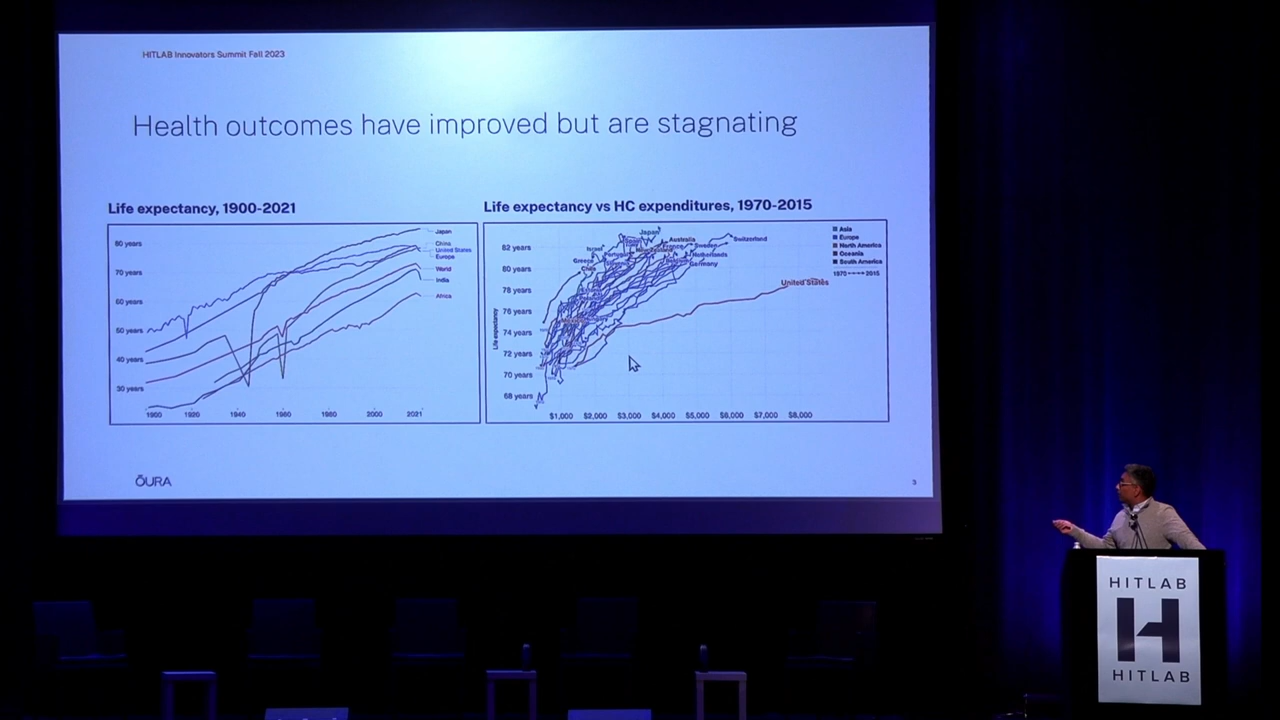 HITLAB Innovators Summit Fall 2023
Health outcomes have improved but are stagnating
Life expectancy, 1900-2021
80 years
70 years
60 years
50 years
40 years
30 years
1900 1920 1940 1960 1980 2000 2021
Japan
China
United States
Europe
World
India
Africa
Life expectancy vs HC expenditures, 1970-2015
Life expectancy
82 years
80 years
78 years
76 years
74 years
72 years
70 years
68 years
$1,000 $2,000 $3,000 $4,000 $5,000 $6,000 $7,000 $8,000
Japan
Israel
Spain
Australia
France
Sweden
Switzerland
Portugal
Netherlands
Greece
Germany
Chile
United States
Asia
Europe
North America
Oceania
South America
1970 2015
ŌURA
3
HITLAB
H
HITLAB